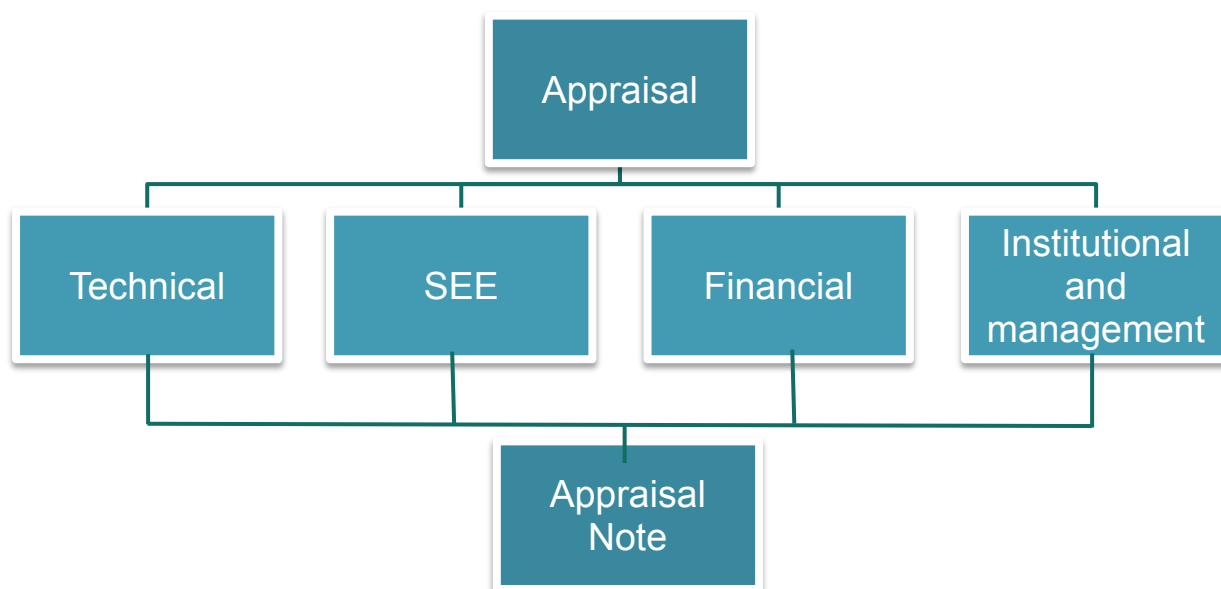 Appraisal
Technical
SEE
Financial
Institutional
and
management
Appraisal
Note